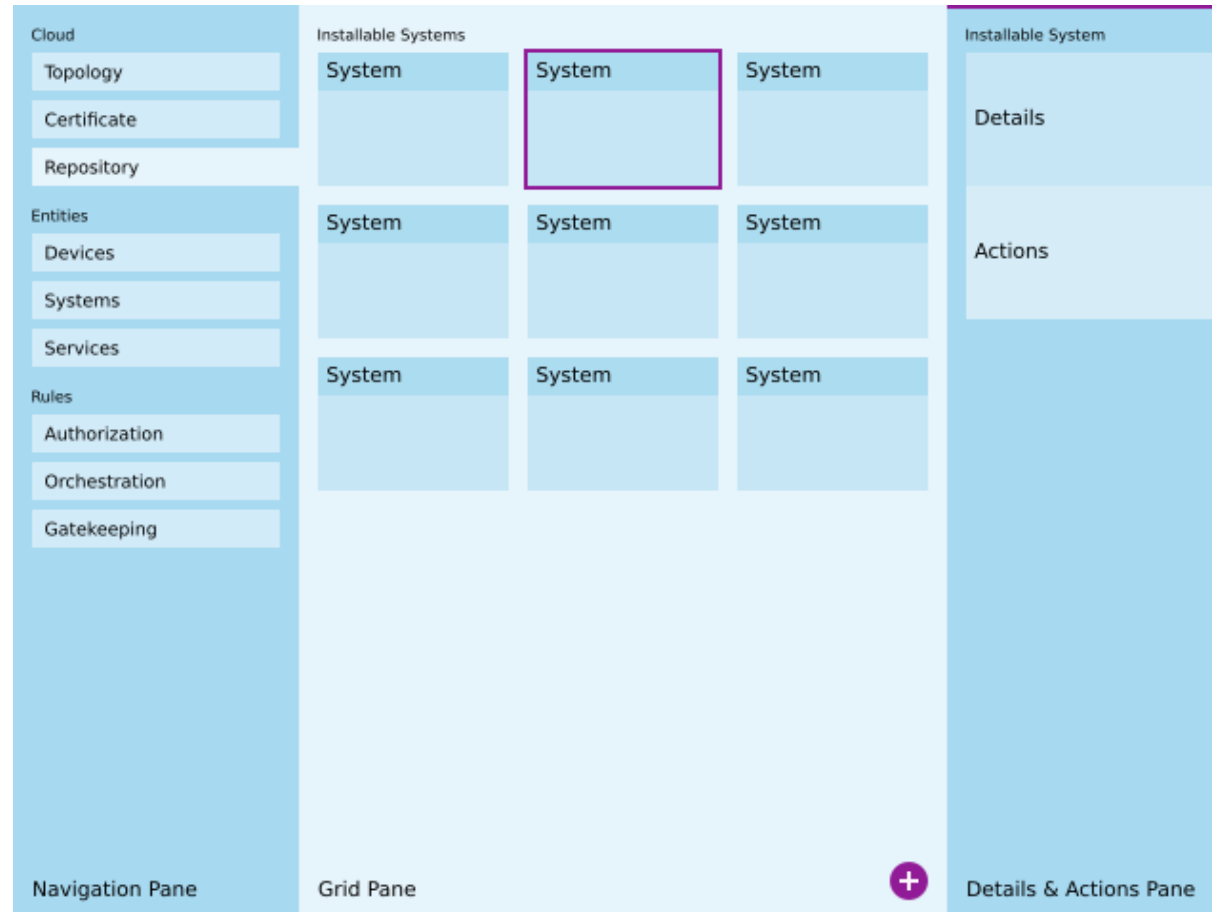 Cloud
Topology
Certificate
Repository
Entities
Devices
Systems
Services
Rules
Authorization
Orchestration
Gatekeeping
Navigation Pane
Installable Systems
System System System
System System System
System System System
Grid Pane
+
Installable System
Details
Actions
Details & Actions Pane